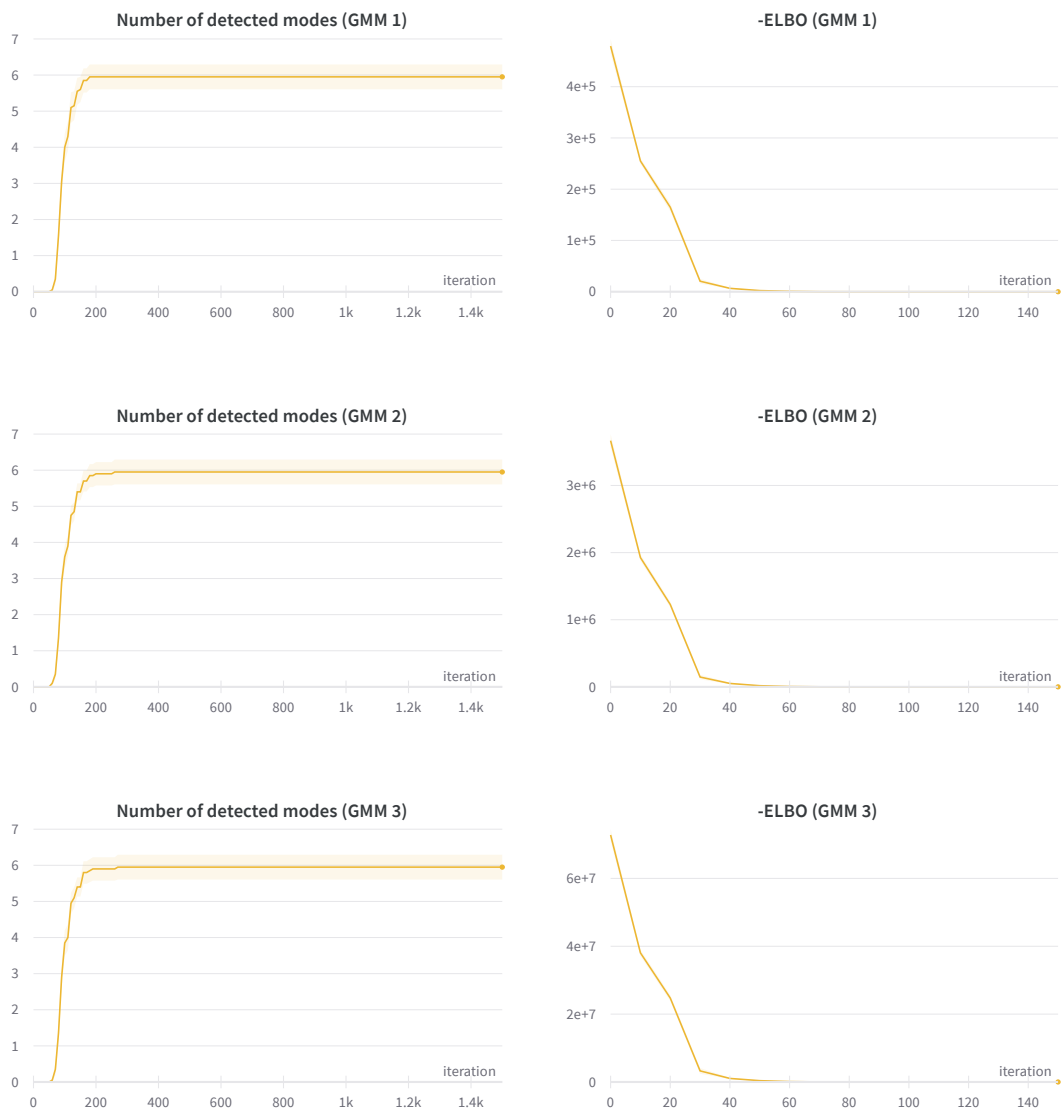 Number of detected modes (GMM 1)
7
6
5
4
3
2
1
0
iteration
0 200 400 600 800 1k 1.2k 1.4k
-ELBO (GMM 1)
4e+5
3e+5
2e+5
1e+5
0
iteration
0 20 40 60 80 100 120 140
Number of detected modes (GMM 2)
7
6
5
4
3
2
1
0
iteration
0 200 400 600 800 1k 1.2k 1.4k
-ELBO (GMM 2)
3e+6
2e+6
1e+6
0
iteration
0 20 40 60 80 100 120 140
Number of detected modes (GMM 3)
7
6
5
4
3
2
1
0
iteration
0 200 400 600 800 1k 1.2k 1.4k
-ELBO (GMM 3)
6e+7
4e+7
2e+7
0
iteration
0 20 40 60 80 100 120 140